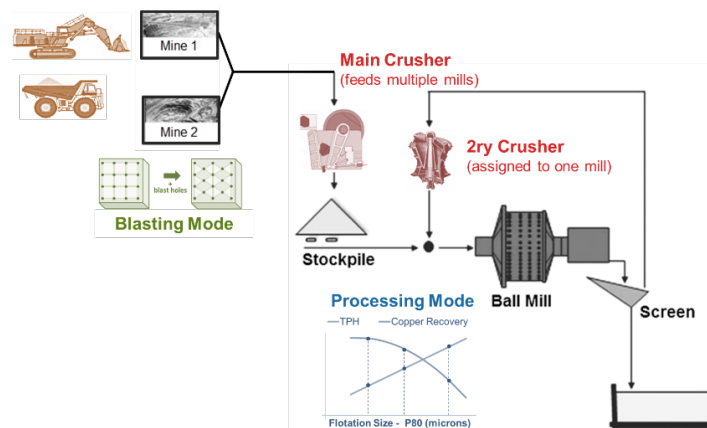 Mine 1
Mine 2
+
blast holes
Blasting Mode
Main Crusher
(feeds multiple mills)
2ry Crusher
(assigned to one mill)
Stockpile
Ball Mill
Screen
Processing Mode
TPH Copper Recovery
Flotation Size - P80 (microns)